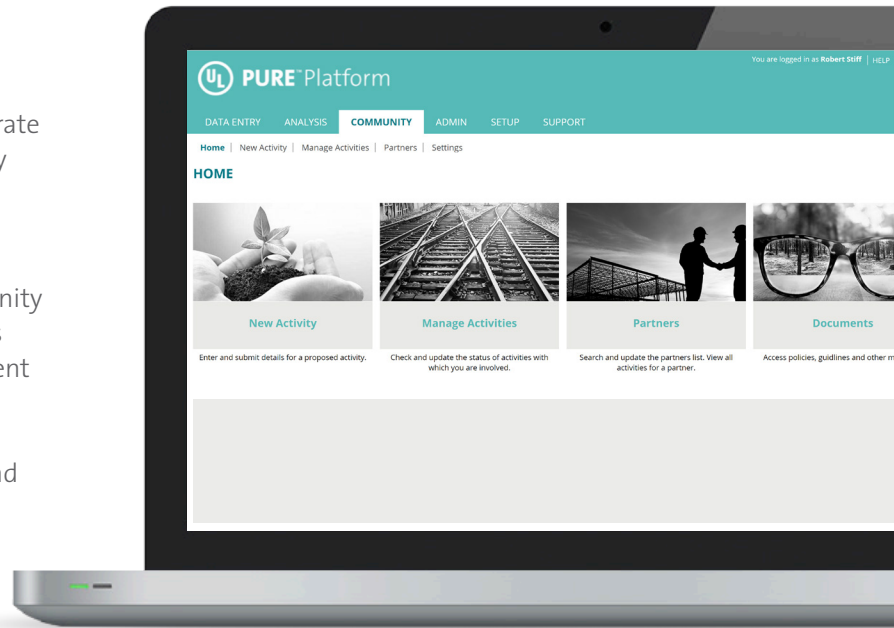 rate
y
nity
s
ent
nd
You are logged in as Robert Stiff | HELP
UL PURE™ Platform
DATA ENTRY ANALYSIS COMMUNITY ADMIN SETUP SUPPORT
Home | New Activity | Manage Activities | Partners | Settings
HOME
New Activity
Enter and submit details for a proposed activity.
Manage Activities
Check and update the status of activities with
which you are involved.
Partners
Search and update the partners list. View all
activities for a partner.
Documents
Access policies, guidlines and other m